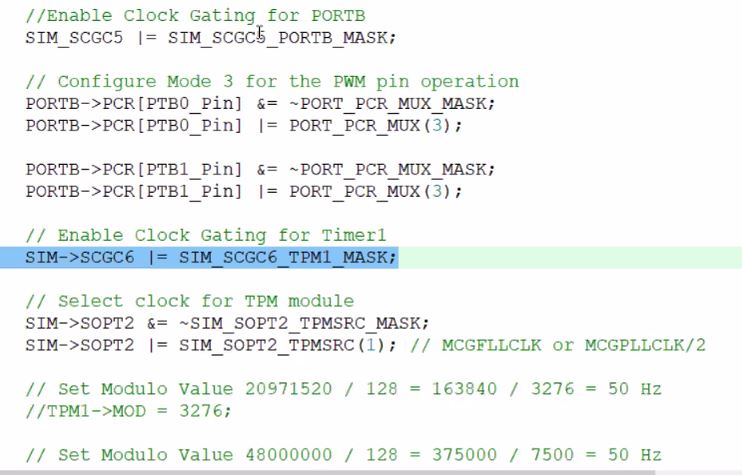 //Enable Clock Gating for PORTB
SIM_SCGC5 |= SIM_SCGC5_PORTB_MASK;
// Configure Mode 3 for the PWM pin operation
PORTB->PCR[PTB0_Pin] &= ~PORT_PCR_MUX_MASK;
PORTB->PCR[PTB0_Pin] |= PORT_PCR_MUX(3);
PORTB->PCR[PTB1_Pin] &= ~PORT_PCR_MUX_MASK;
PORTB->PCR[PTB1_Pin] |= PORT_PCR_MUX(3);
// Enable Clock Gating for Timer1
SIM->SCGC6 |= SIM_SCGC6_TPM1_MASK;
// Select clock for TPM module
SIM->SOPT2 &= ~SIM_SOPT2_TPMSRC_MASK;
SIM->SOPT2 |= SIM_SOPT2_TPMSRC(1); // MCGFLLCLK or MCGPLLCLK/2
// Set Modulo Value 20971520 / 128 = 163840 / 3276 = 50 Hz
//TPM1->MOD = 3276;
// Set Modulo Value 48000000 / 128 = 375000 / 7500 = 50 Hz